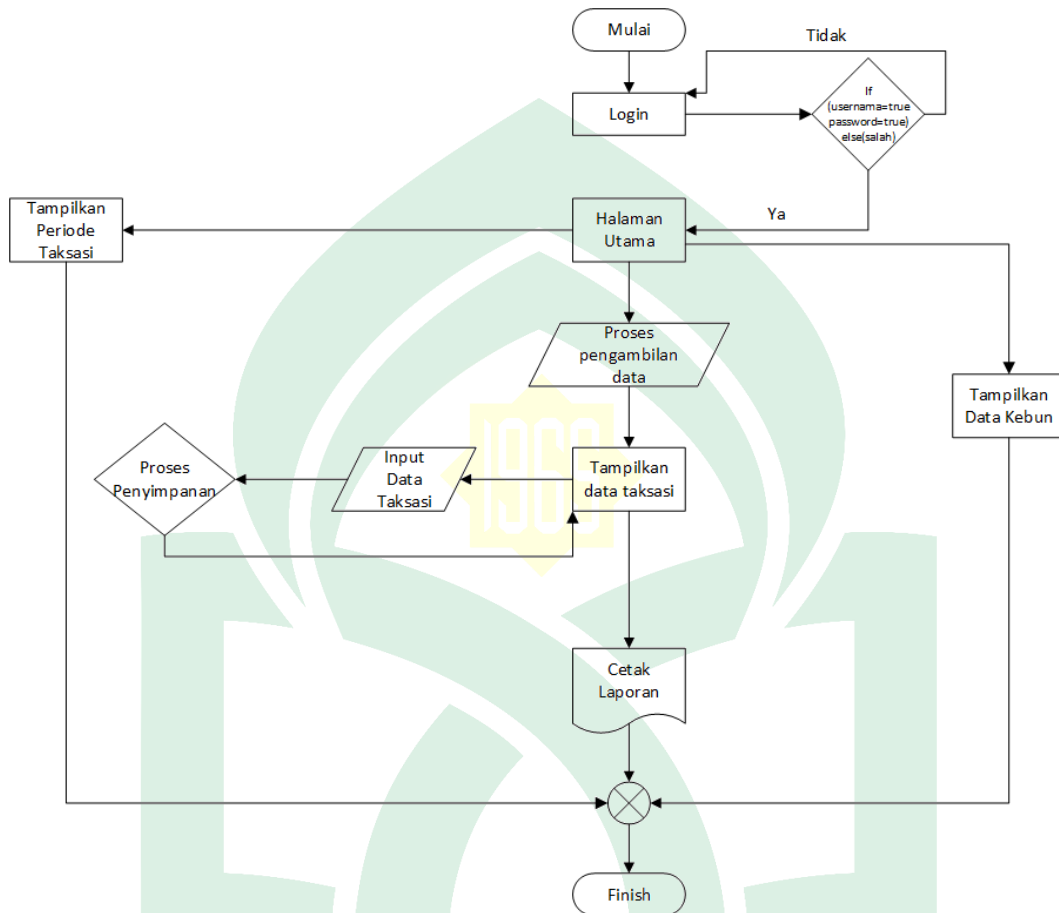 Mulai
Tidak
Login
If
(usernama=true
password=true)
else(salah)
Ya
Tampilkan
Periode
Taksasi
Halaman
Utama
Proses
pengambilan
data
Tampilkan
Data Kebun
Proses
Penyimpanan
Input
Data
Taksasi
Tampilkan
data taksasi
1969
Cetak
Laporan
Finish